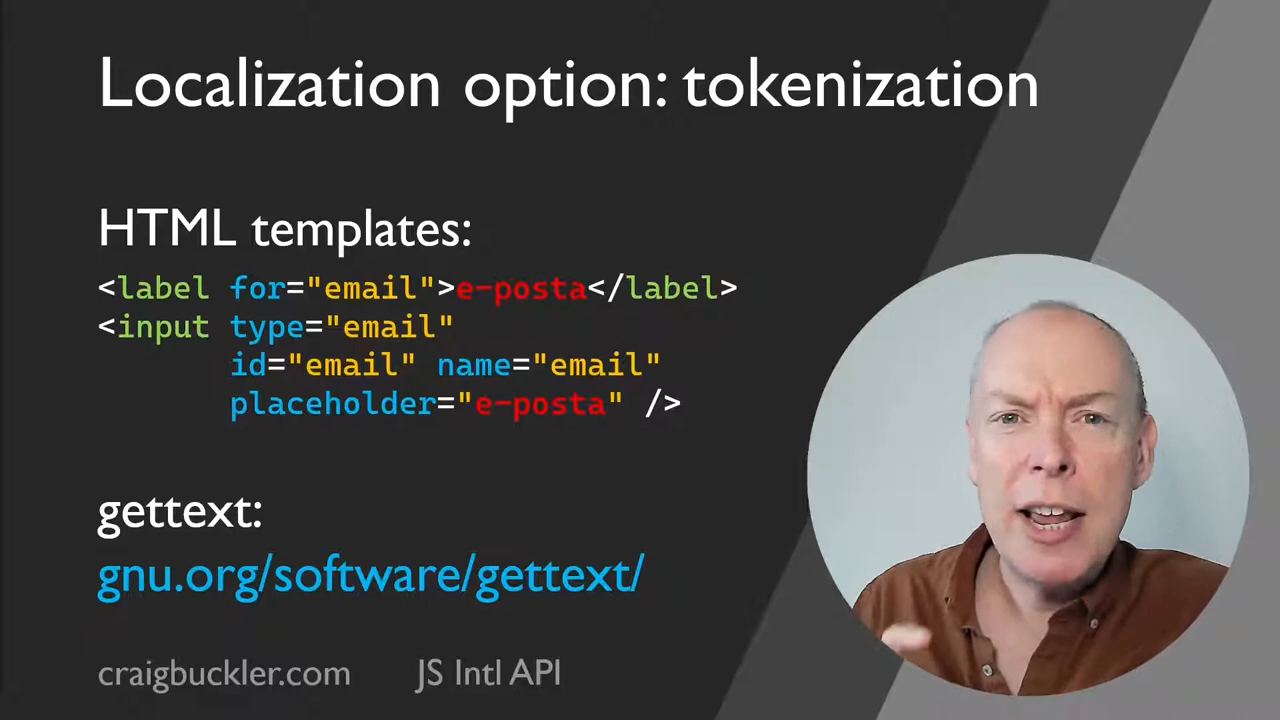 Localization option: tokenization
HTML templates:
<label for="email">e-posta</label>
<input type="email"
id="email" name="email"
placeholder="e-posta" />
gettext:
gnu.org/software/gettext/
craigbuckler.com JS Intl API